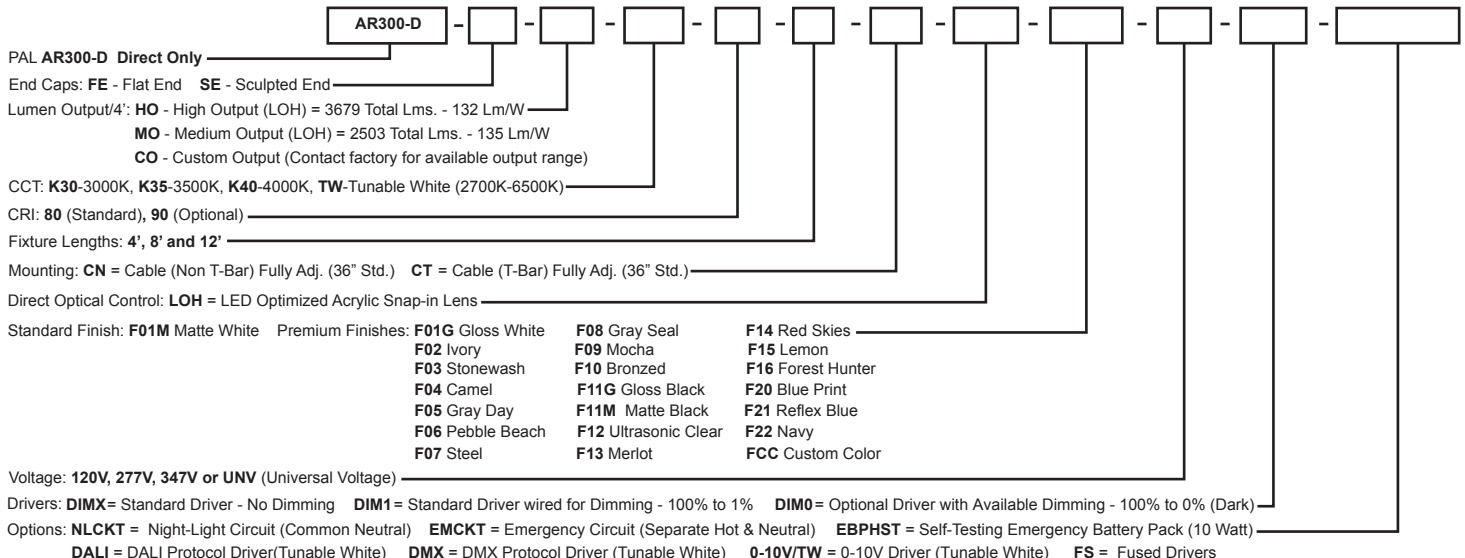 AR300-D - - - - - - - - - -
PAL AR300-D Direct Only
End Caps: FE - Flat End SE - Sculpted End
Lumen Output/4': HO - High Output (LOH) = 3679 Total Lms. - 132 Lm/W
MO - Medium Output (LOH) = 2503 Total Lms. - 135 Lm/W
CO - Custom Output (Contact factory for available output range)
CCT: K30-3000K, K35-3500K, K40-4000K, TW-Tunable White (2700K-6500K)
CRI: 80 (Standard), 90 (Optional)
Fixture Lengths: 4', 8' and 12'
Mounting: CN = Cable (Non T-Bar) Fully Adj. (36” Std.) CT = Cable (T-Bar) Fully Adj. (36” Std.)
Direct Optical Control: LOH = LED Optimized Acrylic Snap-in Lens
Standard Finish: F01M Matte White Premium Finishes: F01G Gloss White F08 Gray Seal F14 Red Skies
F02 Ivory F09 Mocha F15 Lemon
F03 Stonewash F10 Bronzed F16 Forest Hunter
F04 Camel F11G Gloss Black F20 Blue Print
F05 Gray Day F11M Matte Black F21 Reflex Blue
F06 Pebble Beach F12 Ultrasonic Clear F22 Navy
F07 Steel F13 Merlot FCC Custom Color
Voltage: 120V, 277V, 347V or UNV (Universal Voltage)
Drivers: DIMX= Standard Driver - No Dimming DIM1= Standard Driver wired for Dimming - 100% to 1% DIM0= Optional Driver with Available Dimming - 100% to 0% (Dark)
Options: NLCKT = Night-Light Circuit (Common Neutral) EMCKT = Emergency Circuit (Separate Hot & Neutral) EBPHST = Self-Testing Emergency Battery Pack (10 Watt)
DALI = DALI Protocol Driver(Tunable White) DMX = DMX Protocol Driver (Tunable White) 0-10V/TW = 0-10V Driver (Tunable White) FS = Fused Drivers